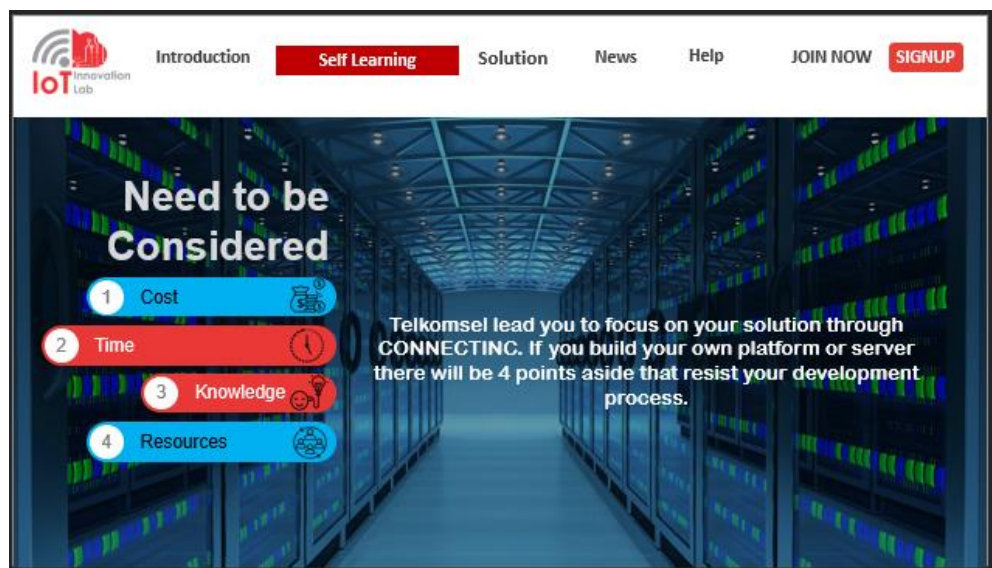 IoT Innovation
Lab
Introduction
Self Learning
Solution
News
Help
JOIN NOW
SIGNUP
Need to be
Considered
1 Cost
2 Time
3 Knowledge
4 Resources
Telkomsel lead you to focus on your solution through
CONNECTINC. If you build your own platform or server
there will be 4 points aside that resist your development
process.